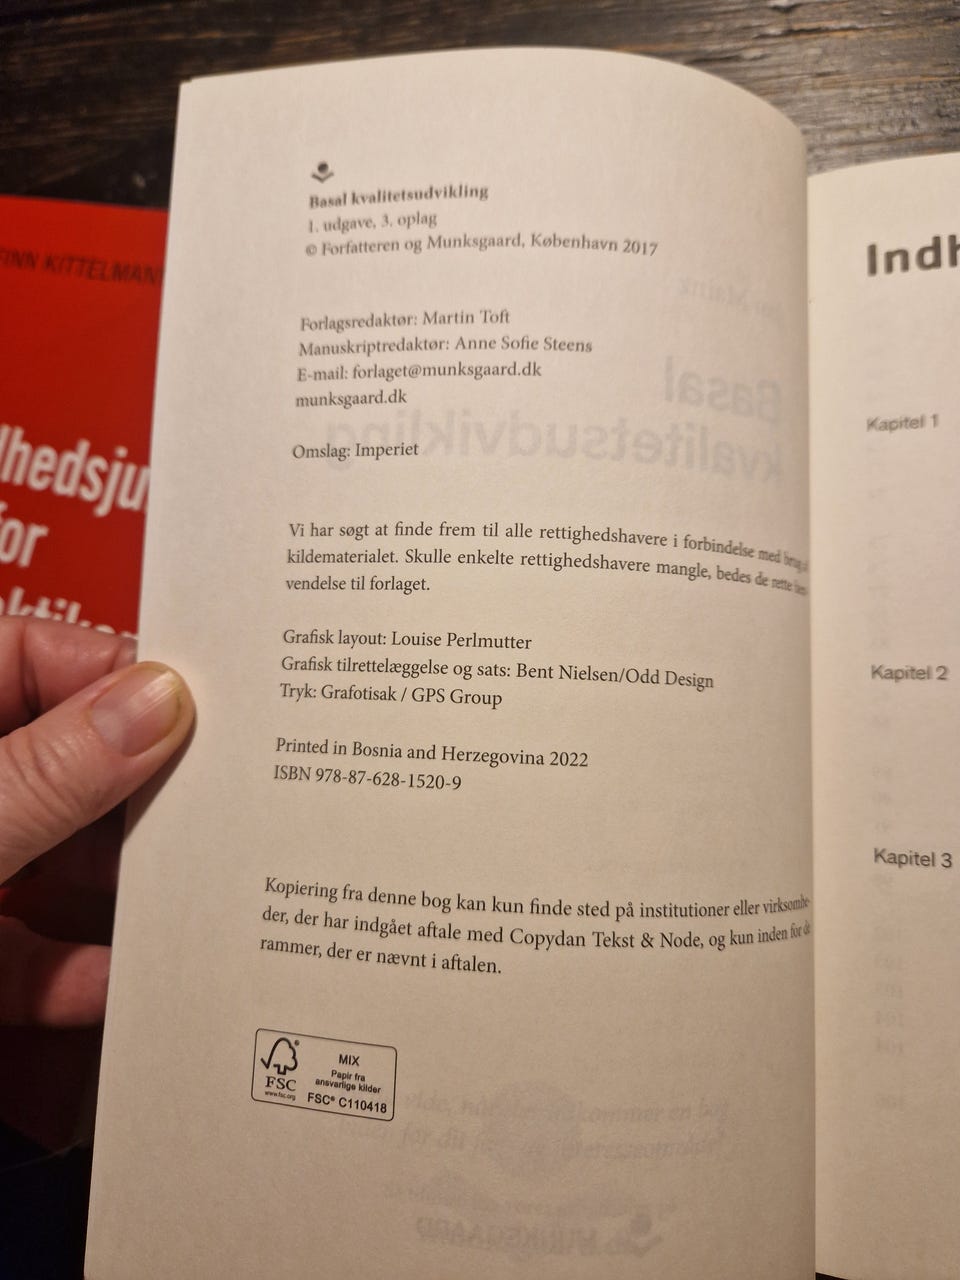 Basal kvalitetsudvikling
1. udgave, 3. oplag
© Forfatteren og Munksgaard, København 2017
Forlagsredaktør: Martin Toft
Manuskriptredaktør: Anne Sofie Steens
E-mail: forlaget@munksgaard.dk
munksgaard.dk
Omslag: Imperiet
Vi har søgt at finde frem til alle rettighedshavere i forbindelse med brug
kildematerialet. Skulle enkelte rettighedshavere mangle, bedes de rette hen-
vendelse til forlaget.
Grafisk layout: Louise Perlmutter
Grafisk tilrettelæggelse og sats: Bent Nielsen/Odd Design
Tryk: Grafotisak / GPS Group
Printed in Bosnia and Herzegovina 2022
ISBN 978-87-628-1520-9
Kopiering fra denne bog kan kun finde sted på institutioner eller virksomhe-
der, der har indgået aftale med Copydan Tekst & Node, og kun inden for de
rammer, der er nævnt i aftalen.
FSC
www.fsc.org
MIX
Papir fra
ansvarlige kilder
FSC® C110418
Indh
Kapitel 1
Kapitel 2
Kapitel 3
FINN KITTELMAN
dhedsju
for